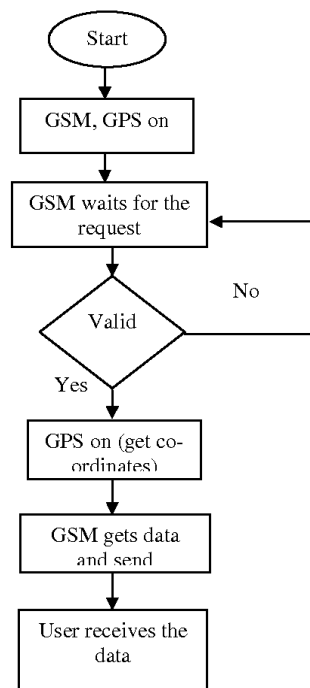 Start
GSM, GPS on
GSM waits for the
request
No
Valid
Yes
GPS on (get co-
ordinates)
GSM gets data
and send
User receives the
data